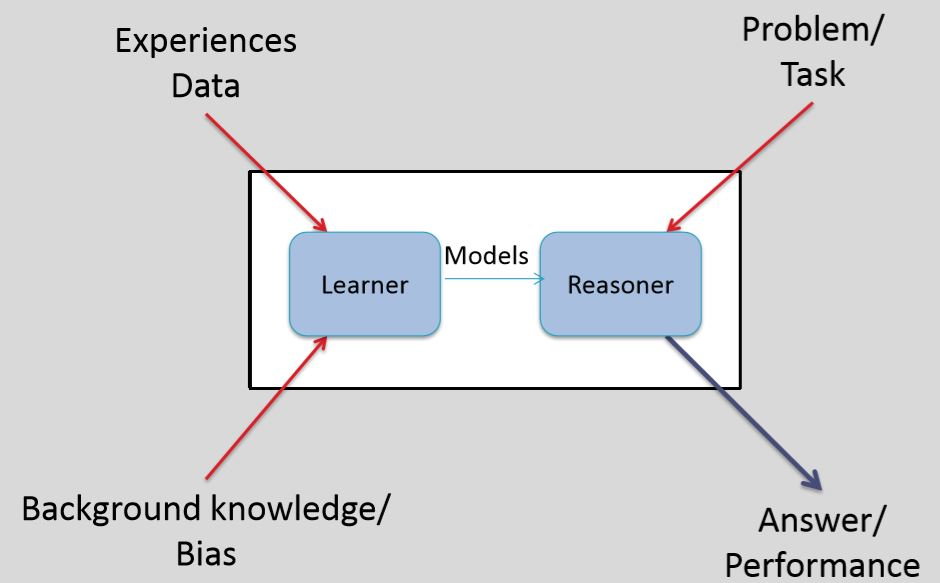 Experiences
Data
Problem/
Task
Learner
Models
Reasoner
Background knowledge/
Bias
Answer/
Performance